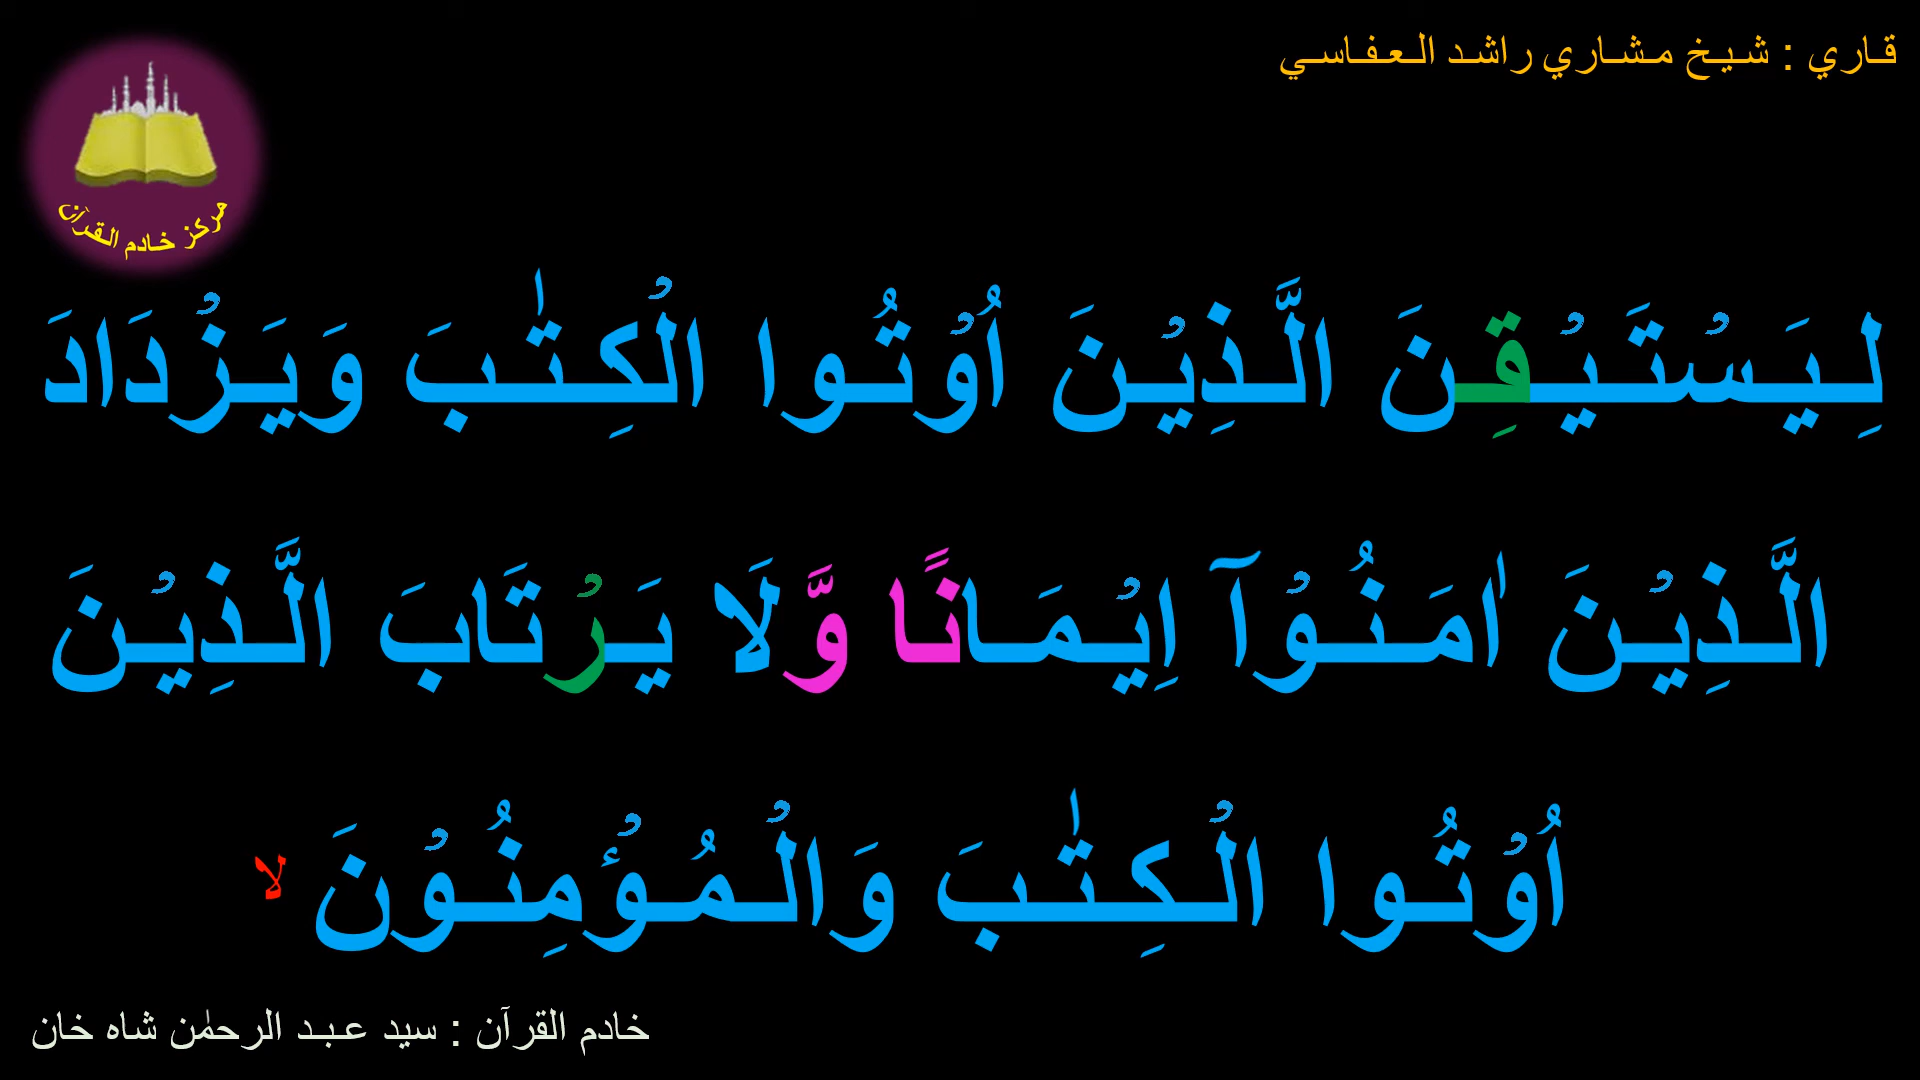 قاري : شيخ مشاري راشد العفاسي
مركز خادم القرآن
لِيَسْتَيْقِنَ الَّذِيْنَ اُوْتُوا الْكِتٰبَ وَيَزْدَادَ
الَّذِيْنَ اٰمَنُوْٓا اِيْمَانًا وَّلَا يَرْتَابَ الَّذِيْنَ
اُوْتُوا الْكِتٰبَ وَالْمُؤْمِنُوْنَ لا
خادم القرآن : سيد عبد الرحمٰن شاه خان